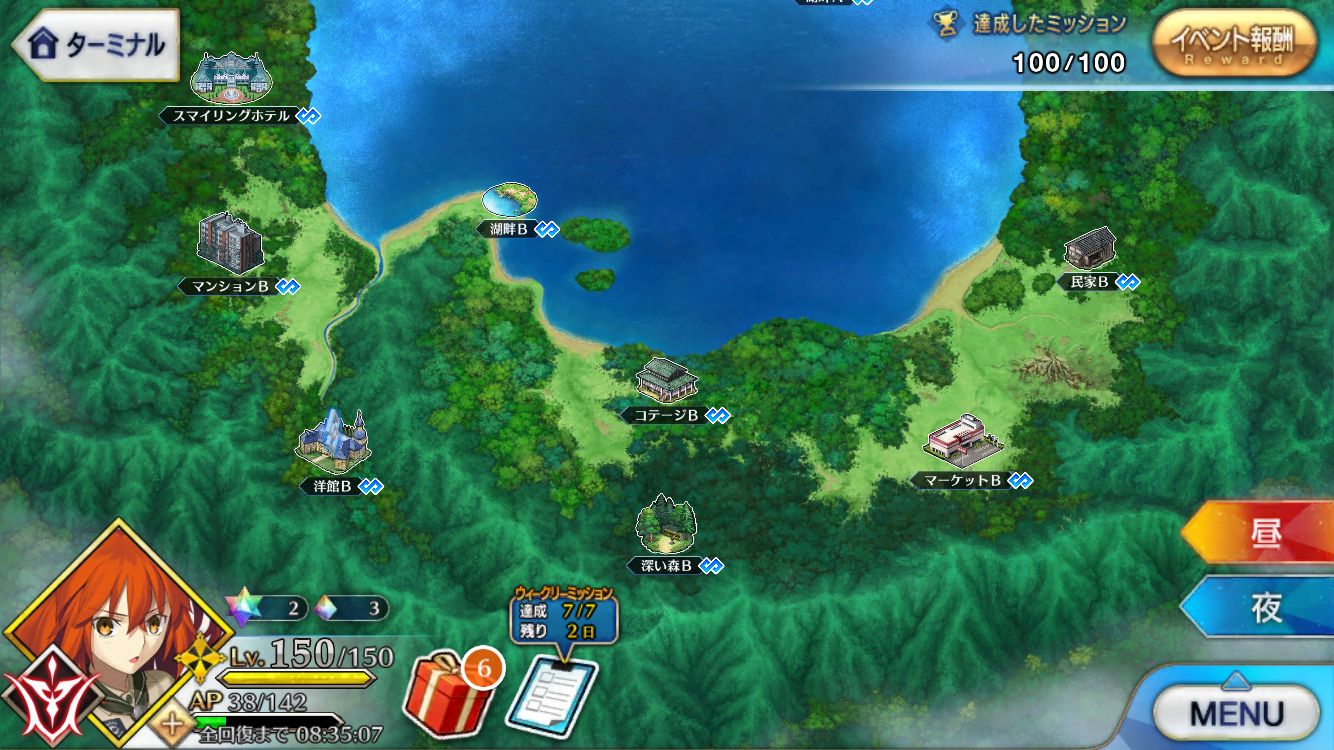 ターミナル
達成したミッション
100/100
イベント報酬
Reward
スマイリングホテル
湖畔B
マンションB
民家B
コテージB
マーケットB
洋館B
深い森B
昼
夜
2
3
ウィークリーミッション
達成 7/7
残り 2日
Lv.150/150
6
AP 38/142
全回復まで 08:35:07
MENU